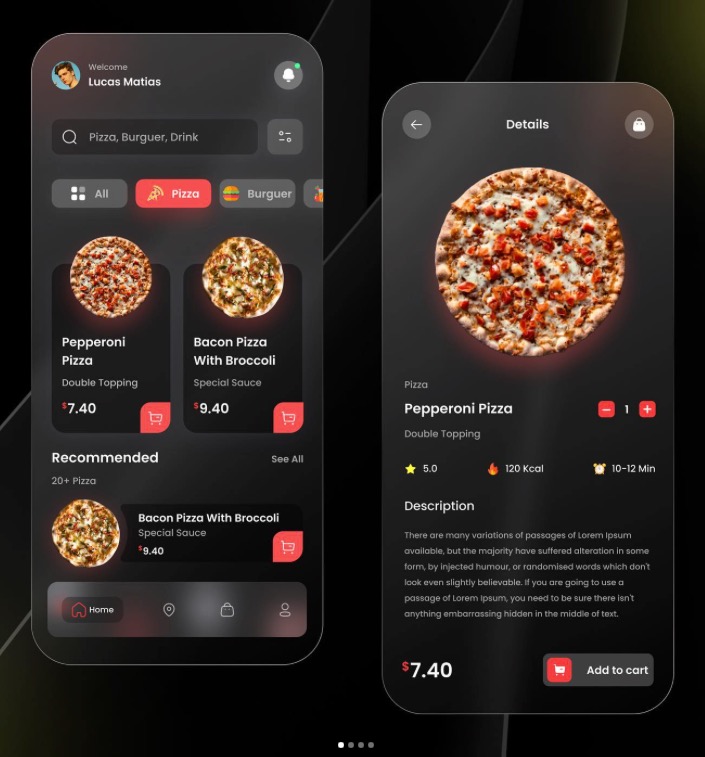 Welcome
Lucas Matias
Pizza, Burguer, Drink
All
Pizza
Burguer
Pepperoni
Pizza
Double Topping
$7.40
Bacon Pizza
With Broccoli
Special Sauce
$9.40
Recommended
See All
20+ Pizza
Bacon Pizza With Broccoli
Special Sauce
$9.40
Home
Details
Pizza
Pepperoni Pizza
1
Double Topping
5.0
120 Kcal
10-12 Min
Description
There are many variations of passages of Lorem Ipsum
available, but the majority have suffered alteration in some
form, by injected humour, or randomised words which don't
look even slightly believable. If you are going to use a
passage of Lorem Ipsum, you need to be sure there isn't
anything embarrassing hidden in the middle of text.
$7.40
Add to cart